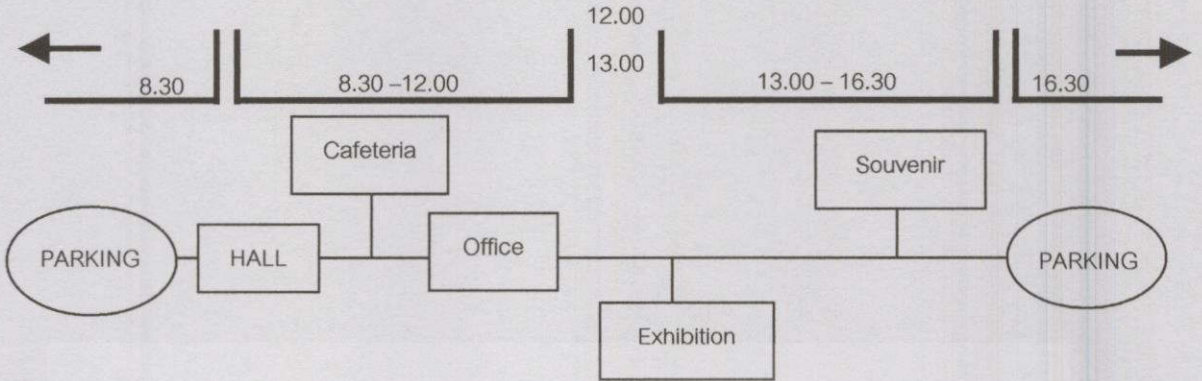 12.00
13.00
8.30
8.30 –12.00
13.00 – 16.30
16.30
Cafeteria
Souvenir
PARKING
HALL
Office
PARKING
Exhibition